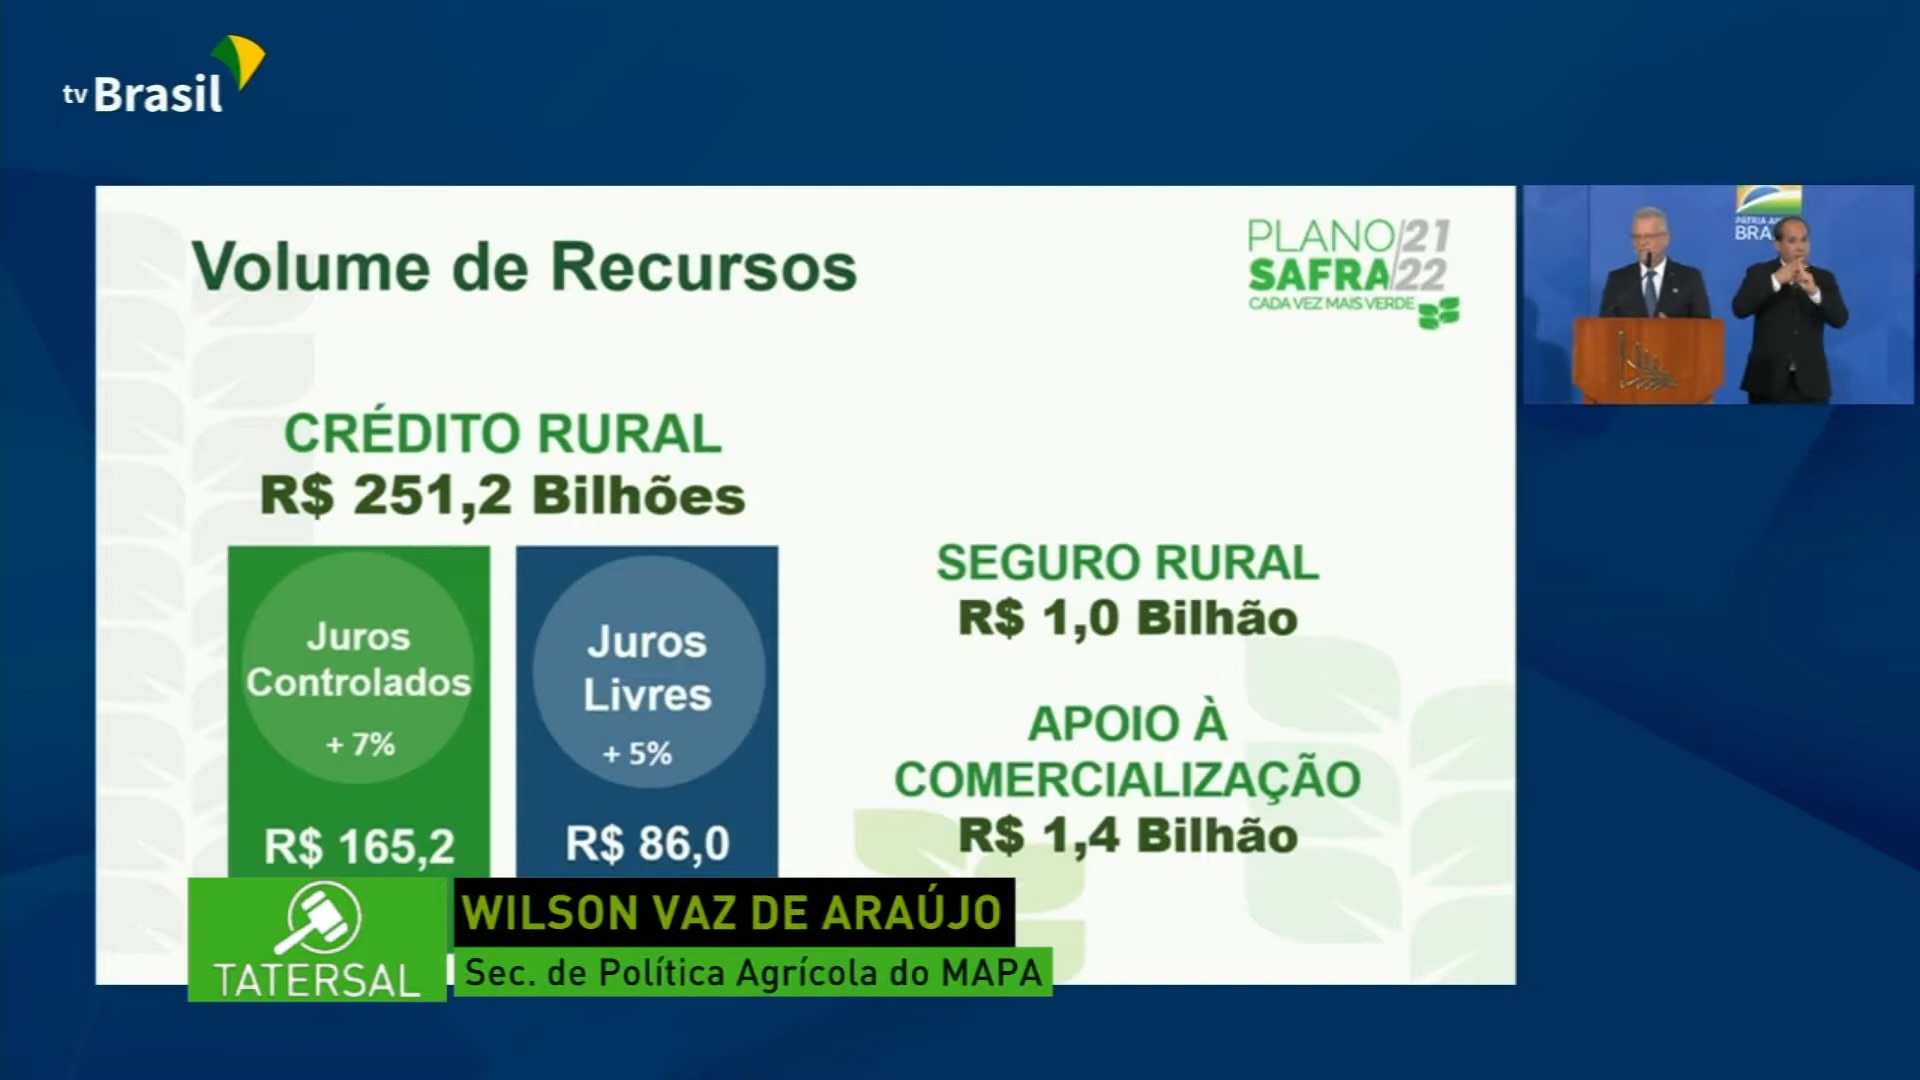 tv Brasil
Volume de Recursos
PLANO 21
SAFRA 22
CADA VEZ MAIS VERDE
CRÉDITO RURAL
R$ 251,2 Bilhões
Juros
Controlados
+ 7%
R$ 165,2
Juros
Livres
+ 5%
R$ 86,0
SEGURO RURAL
R$ 1,0 Bilhão
APOIO À
COMERCIALIZAÇÃO
R$ 1,4 Bilhão
PÁTRIA
BRA
TATERSAL
WILSON VAZ DE ARAÚJO
Sec. de Política Agrícola do MAPA